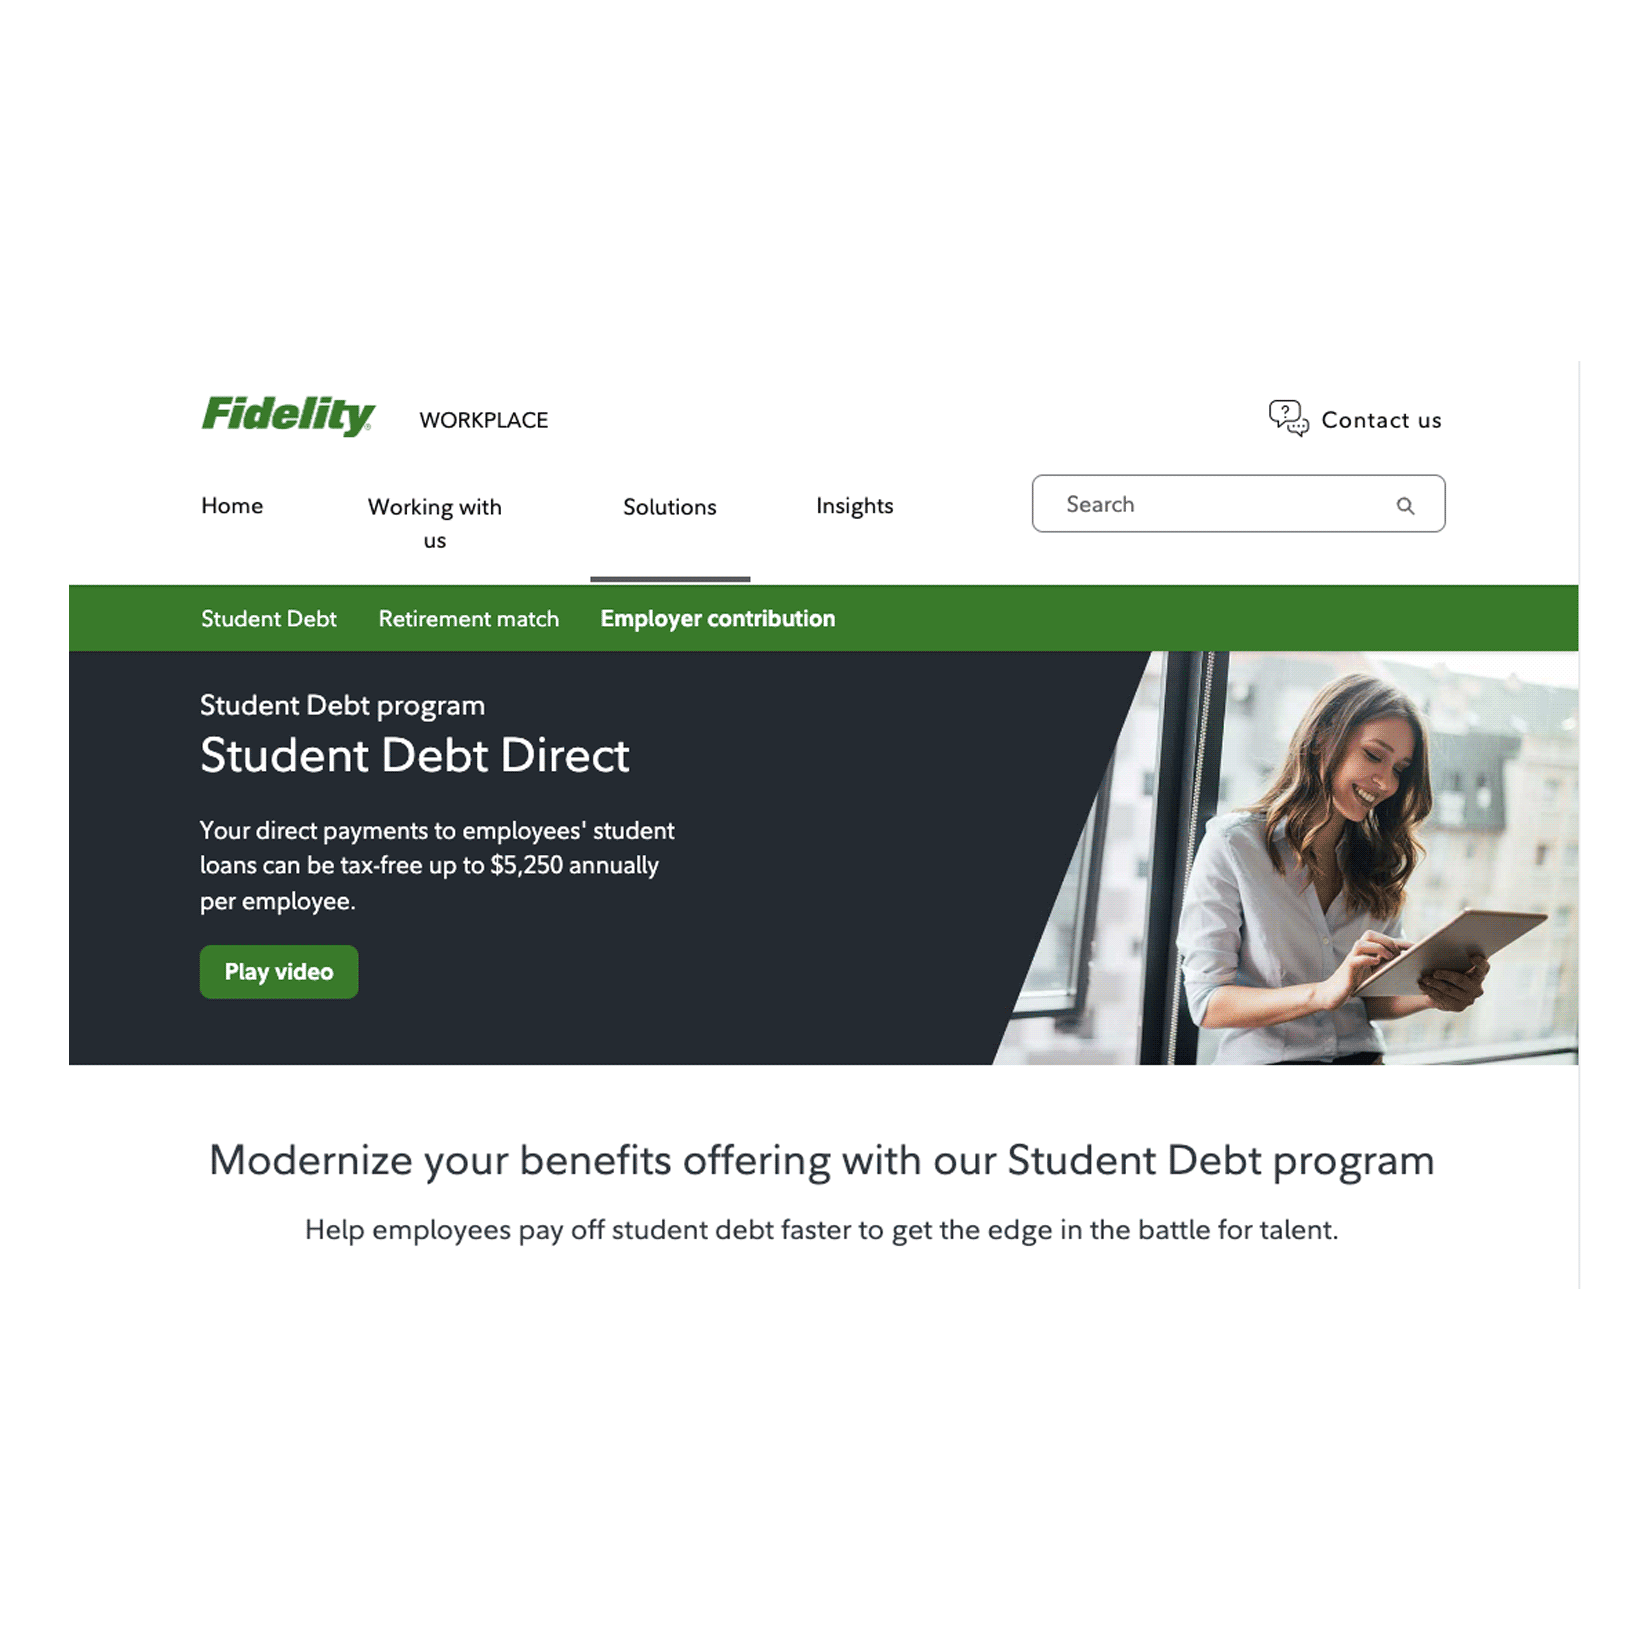 Fidelity®
WORKPLACE
Contact us
Home
Working with
us
Solutions
Insights
Search
Student Debt
Retirement match
Employer contribution
Student Debt program
Student Debt Direct
Your direct payments to employees' student
loans can be tax-free up to $5,250 annually
per employee.
Play video
Modernize your benefits offering with our Student Debt program
Help employees pay off student debt faster to get the edge in the battle for talent.